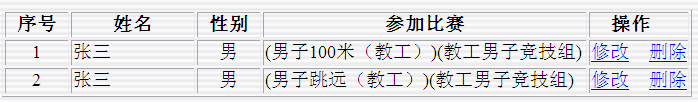 序号 姓名 性别 参加比赛 操作
1 张三 男 (男子100米（教工）)(教工男子竞技组) 修改 删除
2 张三 男 (男子跳远（教工）)(教工男子竞技组) 修改 删除